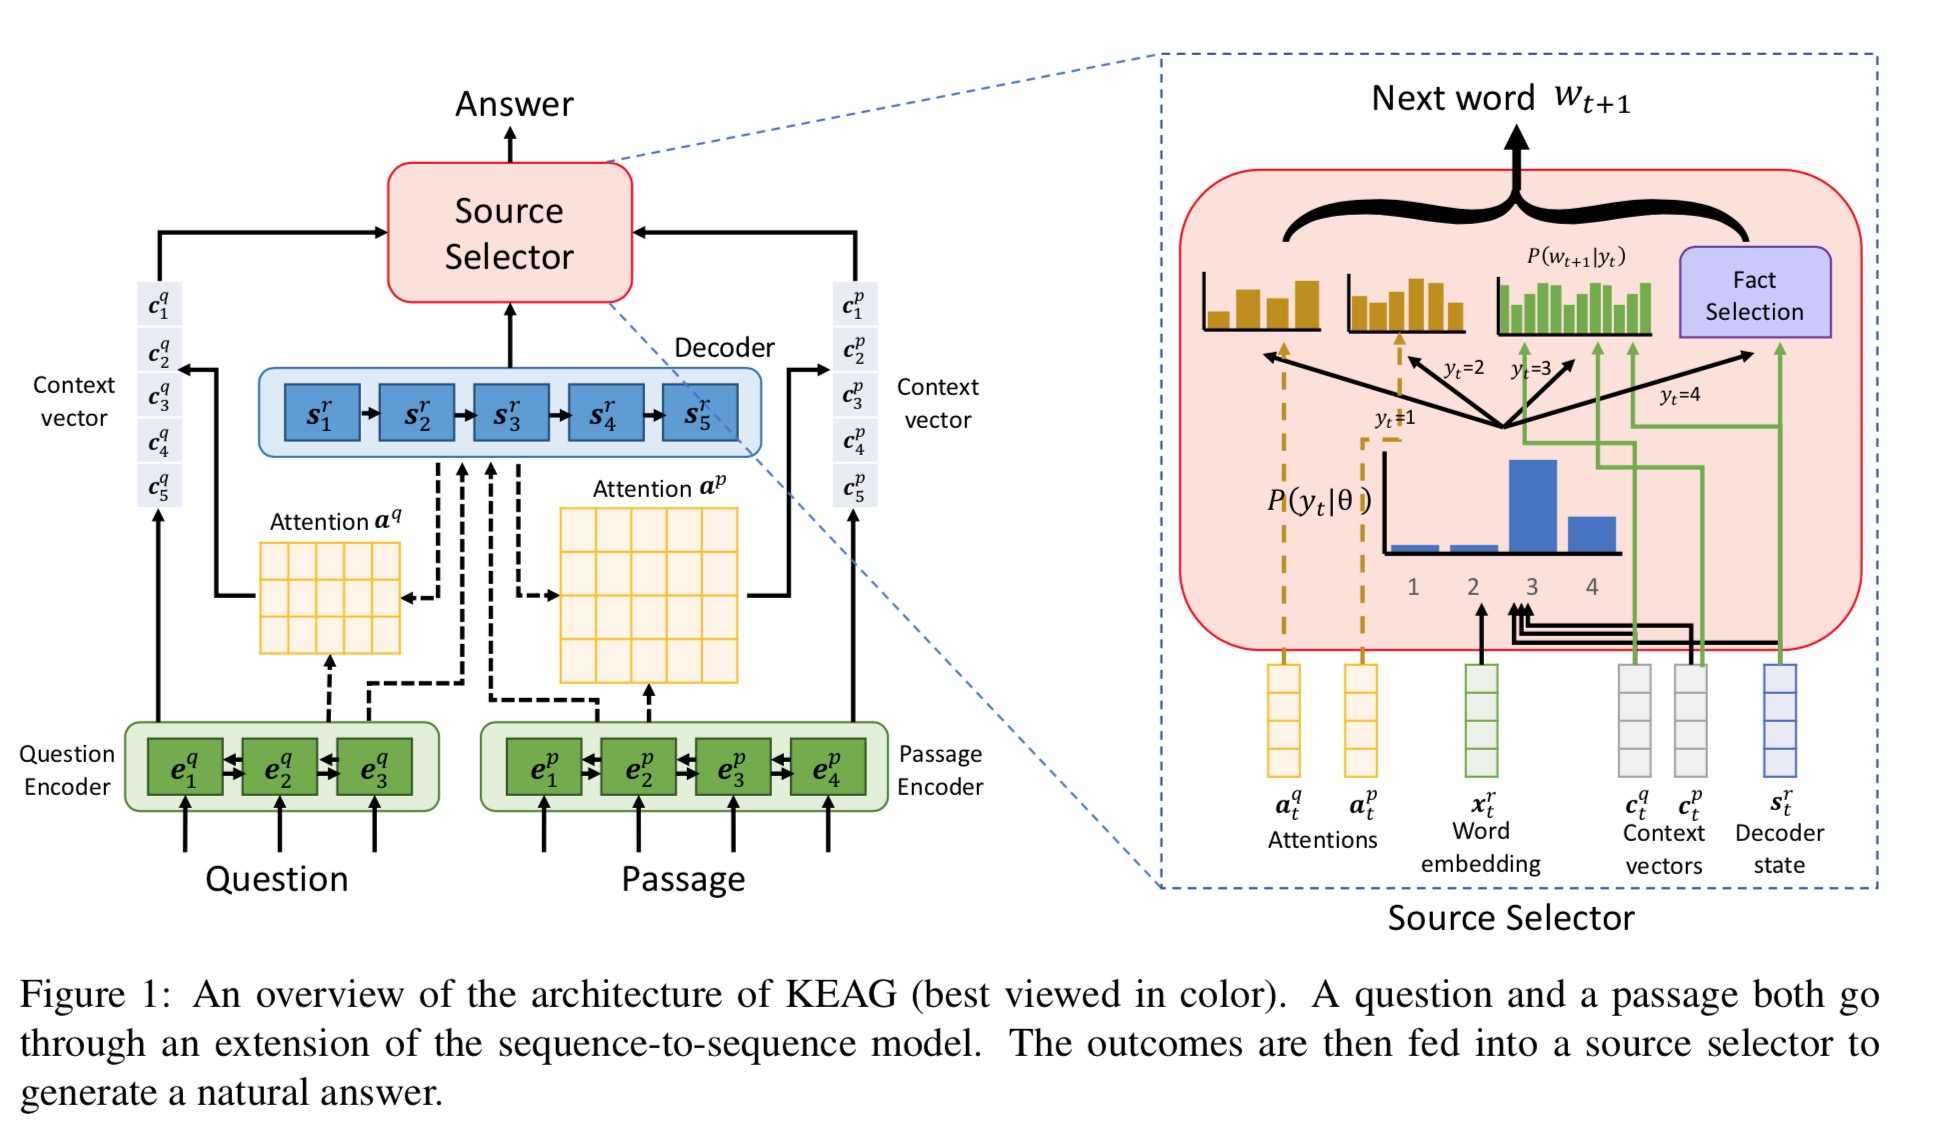 Answer
Source
Selector
Decoder
Context
vector
c_1^q
c_2^q
c_3^q
c_4^q
c_5^q
s_1^r
s_2^r
s_3^r
s_4^r
s_5^r
c_1^p
c_2^p
c_3^p
c_4^p
c_5^p
Context
vector
Attention a^q
Attention a^p
Question
Encoder
e_1^q
e_2^q
e_3^q
e_1^p
e_2^p
e_3^p
e_4^p
Passage
Encoder
Question
Passage
Next word w_{t+1}
P(w_{t+1}|y_t)
Fact
Selection
y_t=1
y_t=2
y_t=3
y_t=4
P(y_t|θ)
1 2 3 4
a_t^q
a_t^p
Attentions
x_t^r
Word
embedding
c_t^q
c_t^p
Context
vectors
s_t^r
Decoder
state
Source Selector
Figure 1: An overview of the architecture of KEAG (best viewed in color). A question and a passage both go
through an extension of the sequence-to-sequence model. The outcomes are then fed into a source selector to
generate a natural answer.